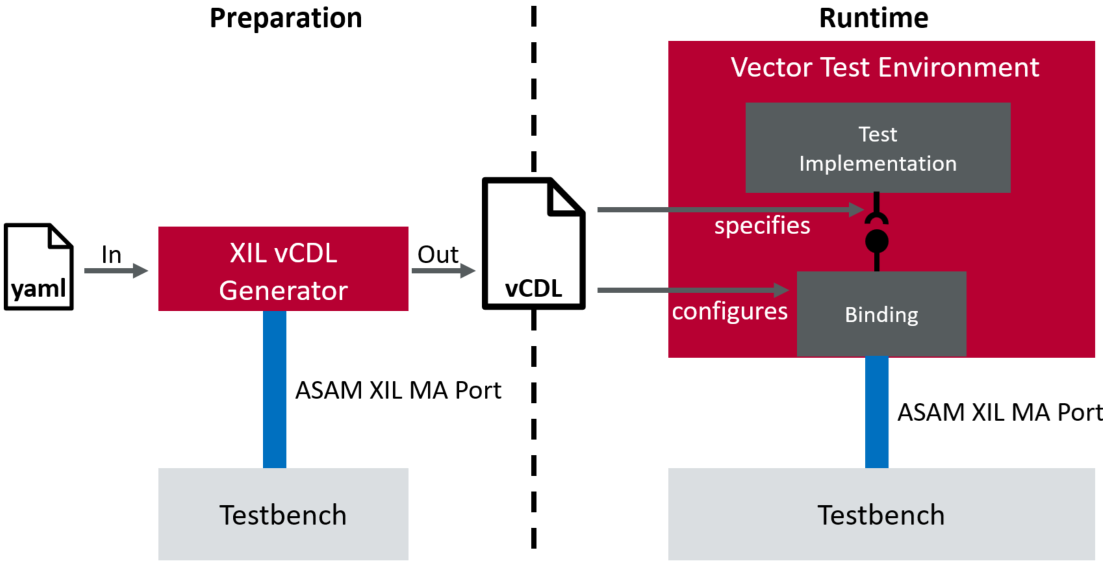 Preparation
Runtime
Vector Test Environment
Test
Implementation
specifies
yaml
In
XIL vCDL
Generator
Out
vCDL
configures
Binding
ASAM XIL MA Port
ASAM XIL MA Port
Testbench
Testbench